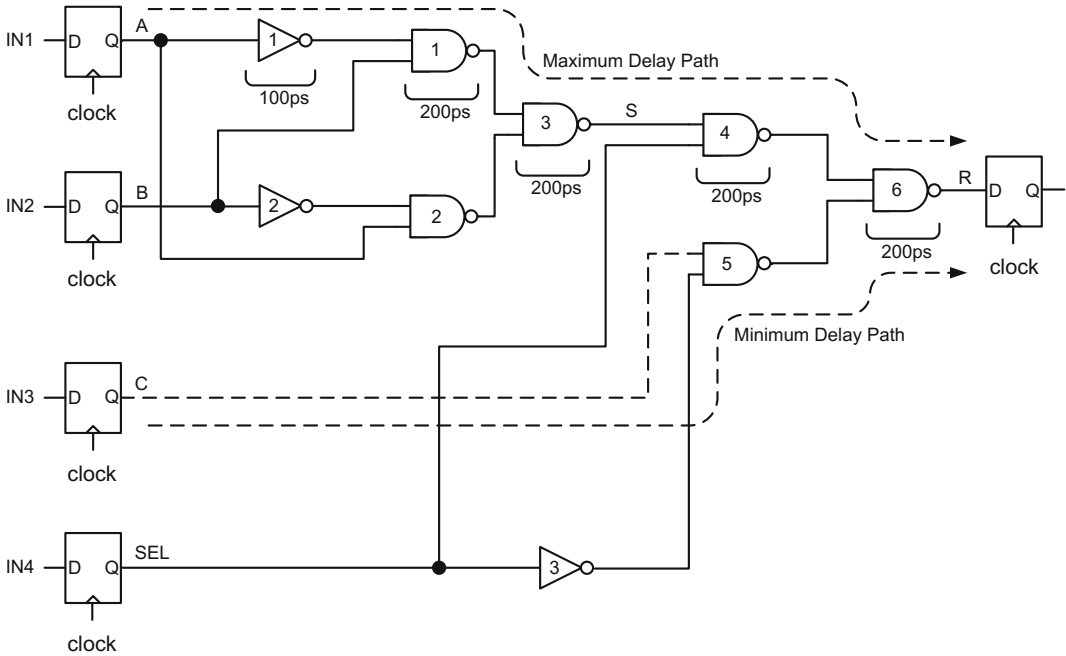 A
IN1
D
Q
clock
1
100ps
1
200ps
Maximum Delay Path
3
200ps
S
4
200ps
IN2
D
Q
B
clock
2
2
6
200ps
R
D
Q
clock
5
Minimum Delay Path
IN3
D
Q
C
clock
IN4
D
Q
SEL
clock
3